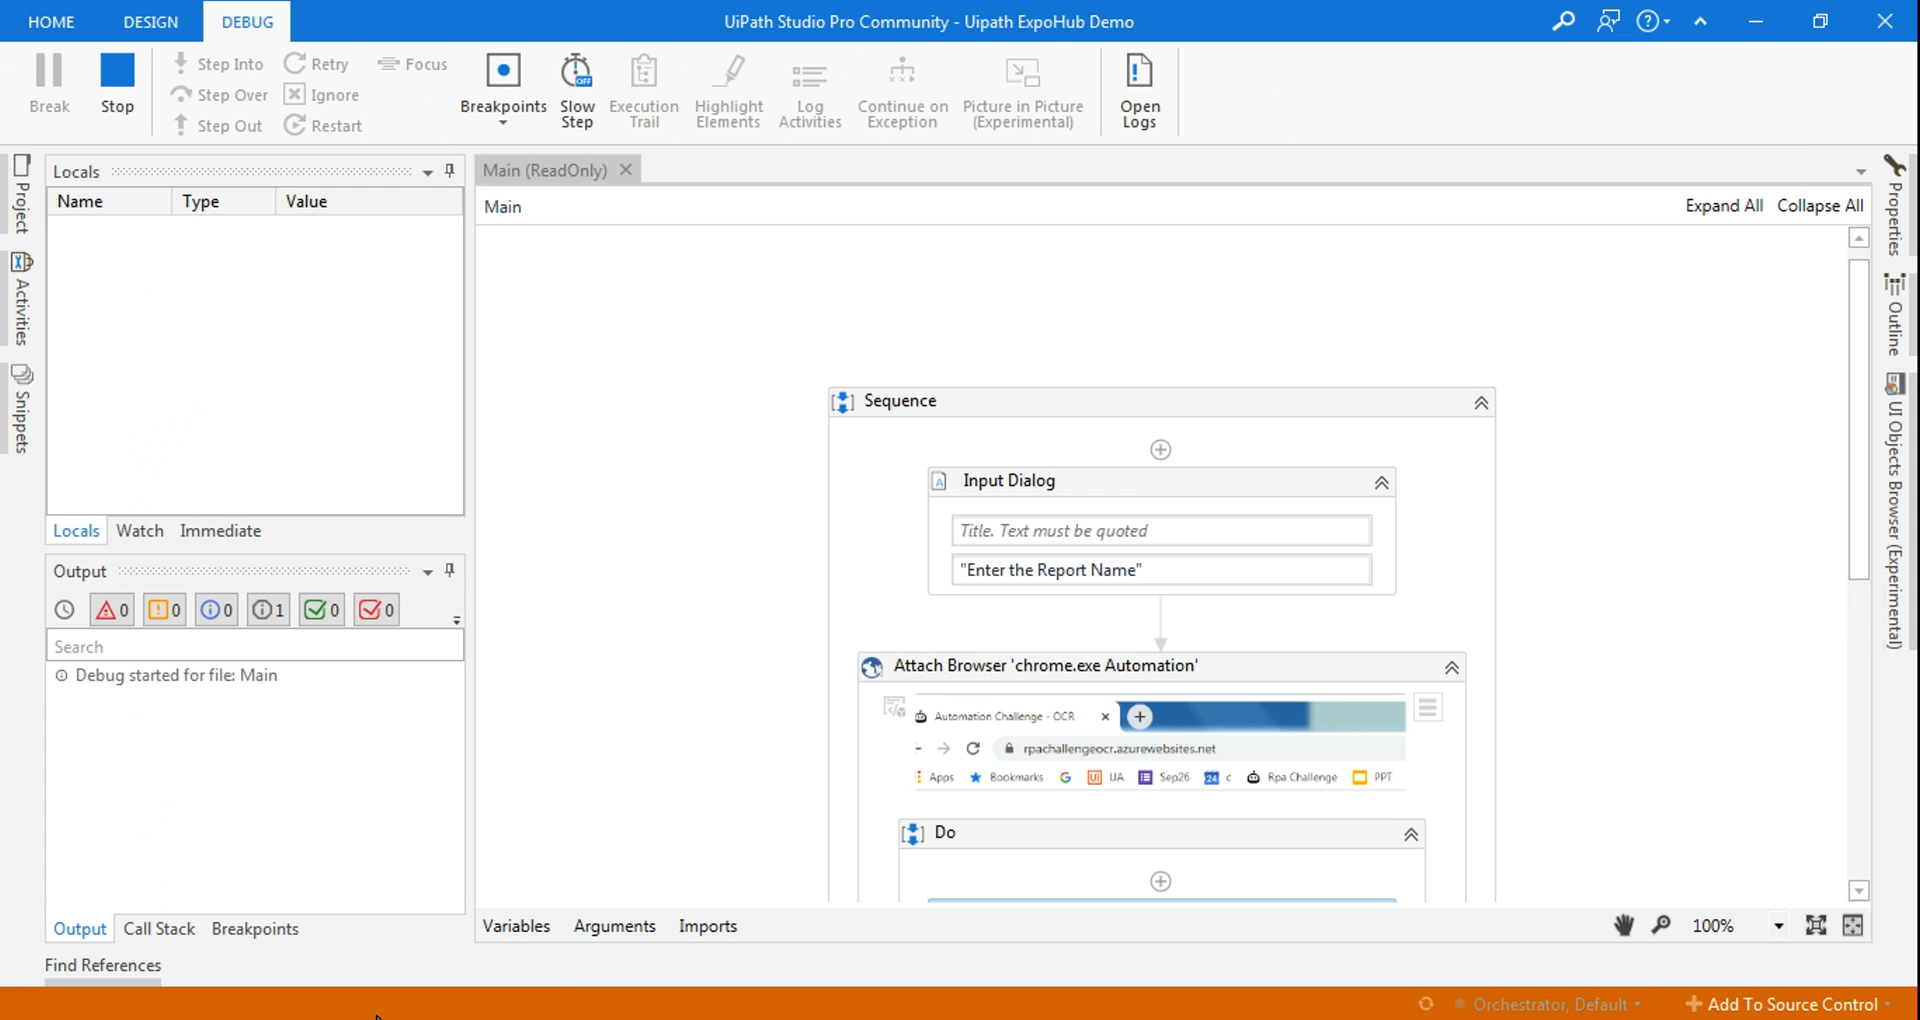 HOME DESIGN DEBUG UiPath Studio Pro Community - Uipath ExpoHub Demo
Break Stop Step Into Step Over Step Out Retry Ignore Restart Focus
Breakpoints Slow Step OFF Execution Trail Highlight Elements Log Activities Continue on Exception Picture in Picture (Experimental) Open Logs
Project
Activities
Snippets
Locals
Name Type Value
Locals Watch Immediate
Output
0 0 0 1 0 0
Search
Debug started for file: Main
Output Call Stack Breakpoints
Find References
Main (ReadOnly)
Main Expand All Collapse All
Sequence
Input Dialog
Title. Text must be quoted
"Enter the Report Name"
Attach Browser 'chrome.exe Automation'
Automation Challenge - OCR
rpachallengeocr.azurewebsites.net
Apps Bookmarks G UI UA Sep26 24 c Rpa Challenge PPT
Do
Variables Arguments Imports 100%
Properties
Outline
UI Objects Browser (Experimental)
Orchestrator, Default Add To Source Control